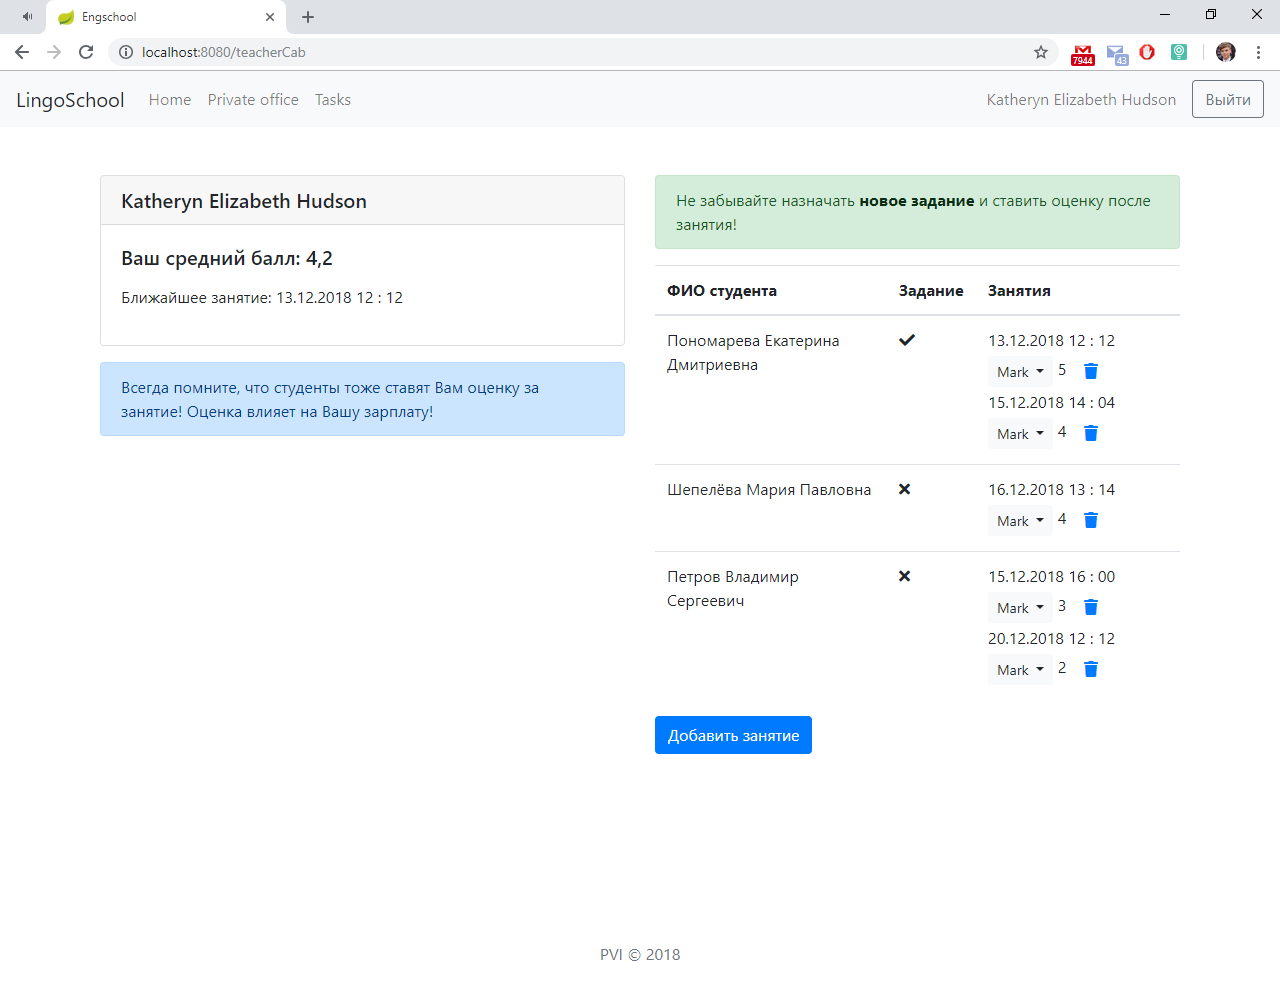 Engschool
localhost:8080/teacherCab
7944
43
LingoSchool Home Private office Tasks Katheryn Elizabeth Hudson Выйти
Katheryn Elizabeth Hudson
Ваш средний балл: 4,2
Ближайшее занятие: 13.12.2018 12 : 12
Всегда помните, что студенты тоже ставят Вам оценку за
занятие! Оценка влияет на Вашу зарплату!
Не забывайте назначать новое задание и ставить оценку после
занятия!
ФИО студента Задание Занятия
Пономарева Екатерина
Дмитриевна
13.12.2018 12 : 12
Mark 5
15.12.2018 14 : 04
Mark 4
Шепелёва Мария Павловна
16.12.2018 13 : 14
Mark 4
Петров Владимир
Сергеевич
15.12.2018 16 : 00
Mark 3
20.12.2018 12 : 12
Mark 2
Добавить занятие
PVI © 2018